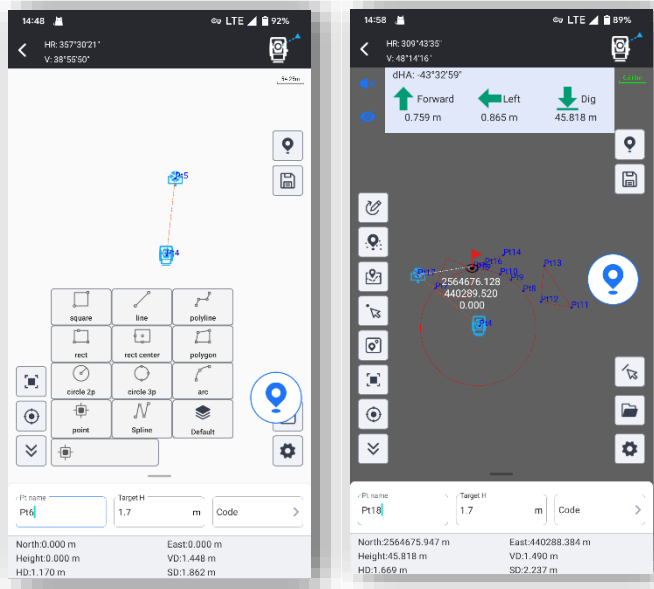 14:48
LTE
92%
HR: 357°30'21"
V: 38°55'50"
Pt5
Pt4
square
line
polyline
rect
rect center
polygon
circle 2p
circle 3p
arc
point
Spline
Default
Pt name
Pt6
Target H
1.7
m
Code
North:0.000 m
East:0.000 m
Height:0.000 m
VD:1.448 m
HD:1.170 m
SD:1.862 m
14:58
LTE
89%
HR: 309°43'35"
V: 48°14'16"
dHA: -43°32'59"
Forward
Left
Dig
0.759 m
0.865 m
45.818 m
Pt14
Pt16
Pt13
Pt10
Pt9
Pt8
Pt12
Pt11
2564676.128
440289.520
0.000
Pt4
Pt name
Pt18
Target H
1.7
m
Code
North:2564675.947 m
East:440288.384 m
Height:45.818 m
VD:1.490 m
HD:1.669 m
SD:2.237 m